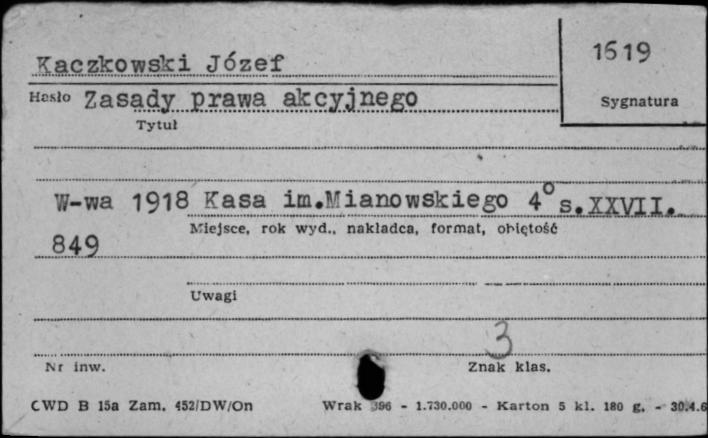 Kaczkowski Józef
1619
Hasło Zasady prawa akcyjnego
Sygnatura
Tytuł
W-wa 1918 Kasa im.Mianowskiego 4° s.XXVII.
Miejsce, rok wyd., nakładca, format, objętość
849
Uwagi
3
Nr inw.
Znak klas.
CWD B 15a Zam. 452/DW/On
Wrak 396 - 1.730.000 - Karton 5 kl. 180 g. - 30.4.6